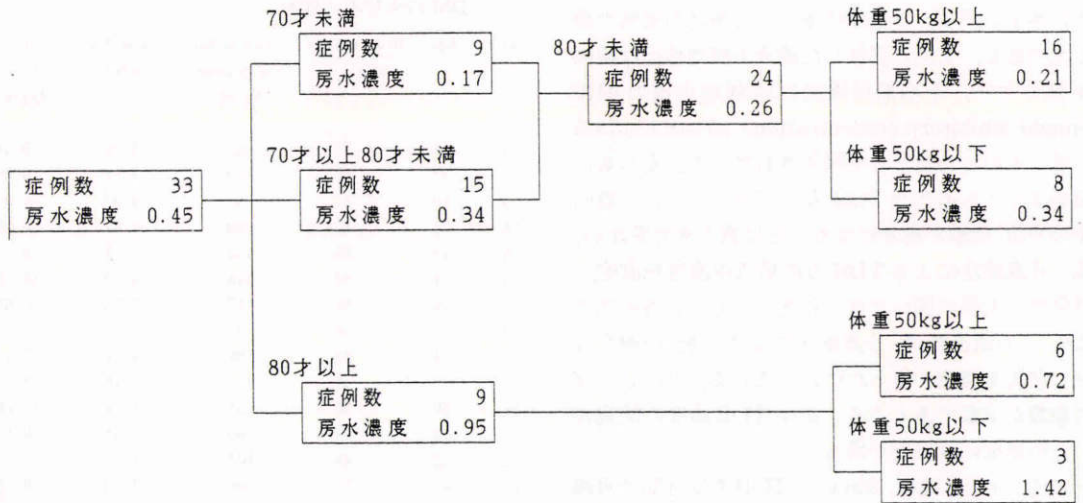 70才未満
症例数 9
房水濃度 0.17
80才未満
症例数 24
房水濃度 0.26
体重50kg以上
症例数 16
房水濃度 0.21
70才以上80才未満
症例数 15
房水濃度 0.34
体重50kg以下
症例数 8
房水濃度 0.34
症例数 33
房水濃度 0.45
80才以上
症例数 9
房水濃度 0.95
体重50kg以上
症例数 6
房水濃度 0.72
体重50kg以下
症例数 3
房水濃度 1.42